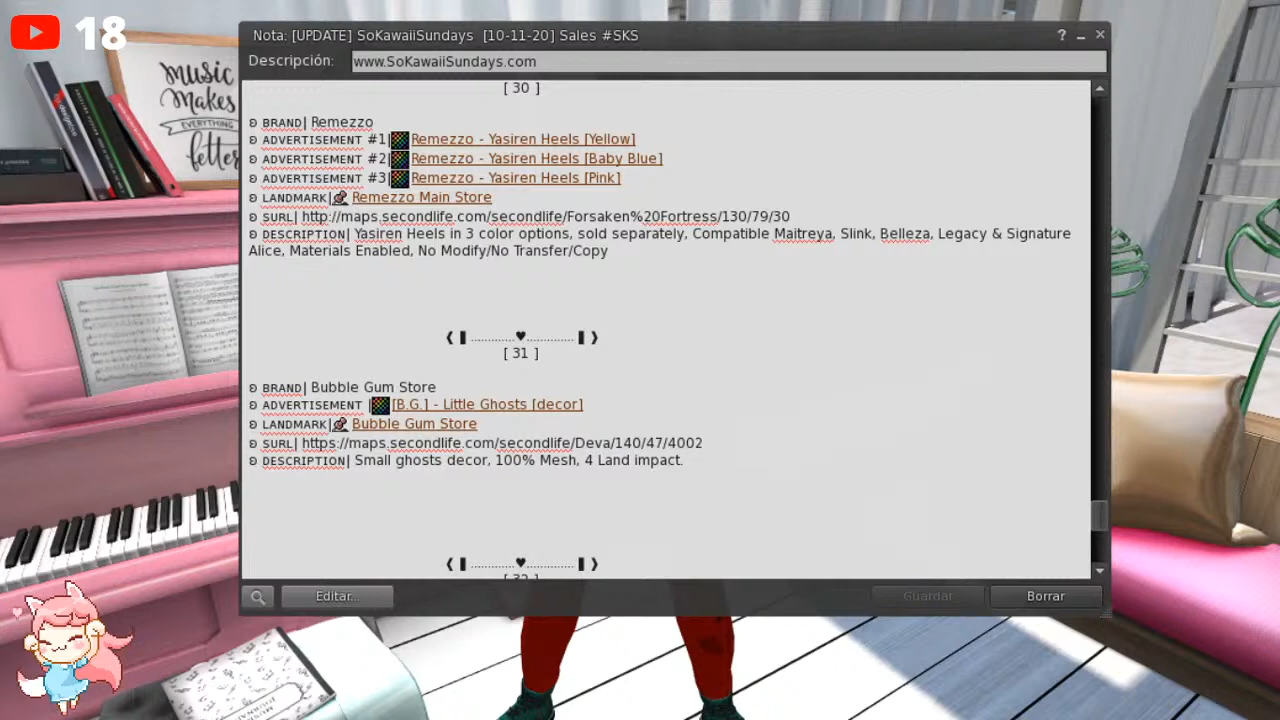 18
Music
Makes
EVERYTHING
Nota: [UPDATE] SoKawaiiSundays [10-11-20] Sales #SKS
? _ ×
Descripción: www.SoKawaiiSundays.com
[ 30 ]
ʚ BRAND| Remezzo
ʚ ADVERTISEMENT #1| Remezzo - Yasiren Heels [Yellow]
ʚ ADVERTISEMENT #2| Remezzo - Yasiren Heels [Baby Blue]
ʚ ADVERTISEMENT #3| Remezzo - Yasiren Heels [Pink]
ʚ LANDMARK| Remezzo Main Store
ʚ SURL| http://maps.secondlife.com/secondlife/Forsaken%20Fortress/130/79/30
ʚ DESCRIPTION| Yasiren Heels in 3 color options, sold separately, Compatible Maitreya, Slink, Belleza, Legacy & Signature
Alice, Materials Enabled, No Modify/No Transfer/Copy
❰▐ ............♥............▐ ❱
[ 31 ]
ʚ BRAND| Bubble Gum Store
ʚ ADVERTISEMENT | [B.G.] - Little Ghosts [decor]
ʚ LANDMARK| Bubble Gum Store
ʚ SURL| https://maps.secondlife.com/secondlife/Deva/140/47/4002
ʚ DESCRIPTION| Small ghosts decor, 100% Mesh, 4 Land impact.
❰▐ ............♥............▐ ❱
[ 32 ]
Editar...
Guardar
Borrar